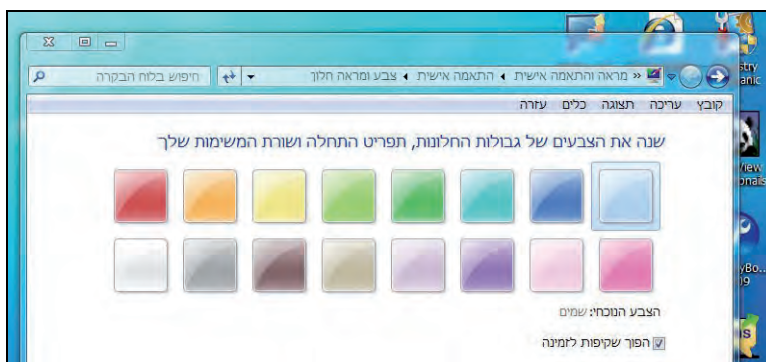 stry
anic
« מראה והתאמה אישית ◂ התאמה אישית ◂ צבע ומראה חלון
חיפוש בלוח הבקרה
קובץ עריכה תצוגה כלים עזרה
שנה את הצבעים של גבולות החלונות, תפריט התחלה ושורת המשימות שלך
הצבע הנוכחי: שמים
הפוך שקיפות לזמינה
View
onals
yBo..
09